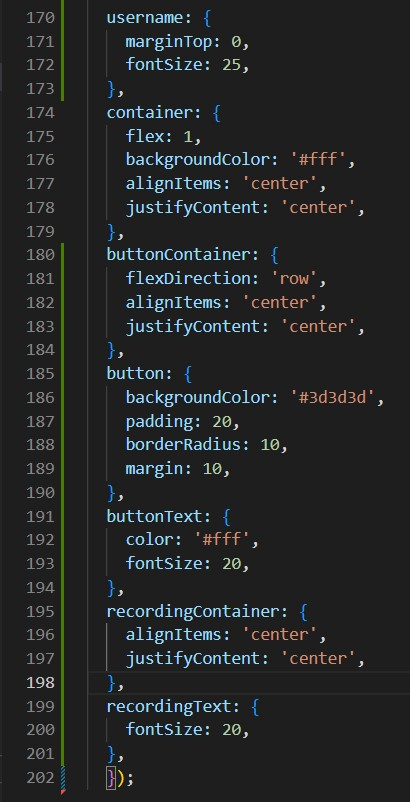 170 username: {
171 marginTop: 0,
172 fontSize: 25,
173 },
174 container: {
175 flex: 1,
176 backgroundColor: '#fff',
177 alignItems: 'center',
178 justifyContent: 'center',
179 },
180 buttonContainer: {
181 flexDirection: 'row',
182 alignItems: 'center',
183 justifyContent: 'center',
184 },
185 button: {
186 backgroundColor: '#3d3d3d',
187 padding: 20,
188 borderRadius: 10,
189 margin: 10,
190 },
191 buttonText: {
192 color: '#fff',
193 fontSize: 20,
194 },
195 recordingContainer: {
196 alignItems: 'center',
197 justifyContent: 'center',
198 },
199 recordingText: {
200 fontSize: 20,
201 },
202 });